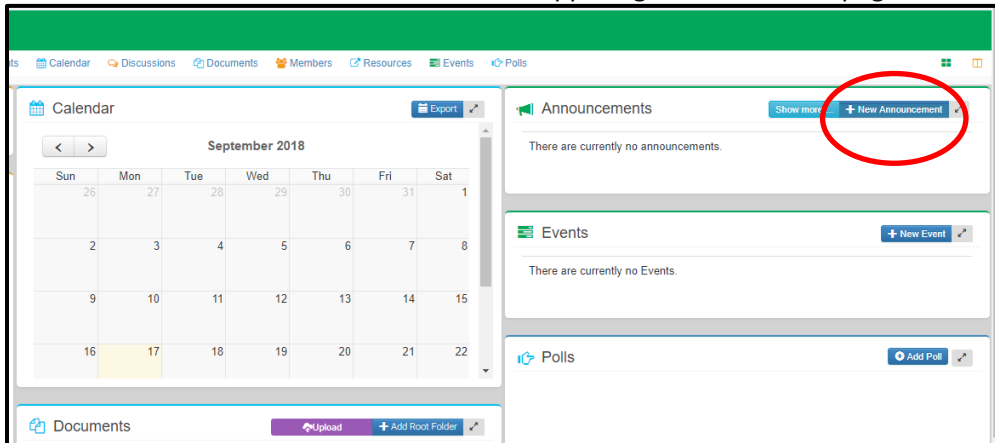 ts Calendar Discussions Documents Members Resources Events Polls
Calendar Export
September 2018
Sun Mon Tue Wed Thu Fri Sat
26 27 28 29 30 31 1
2 3 4 5 6 7 8
9 10 11 12 13 14 15
16 17 18 19 20 21 22
Documents Upload + Add Root Folder
Announcements Show more... + New Announcement
There are currently no announcements.
Events + New Event
There are currently no Events.
Polls Add Poll